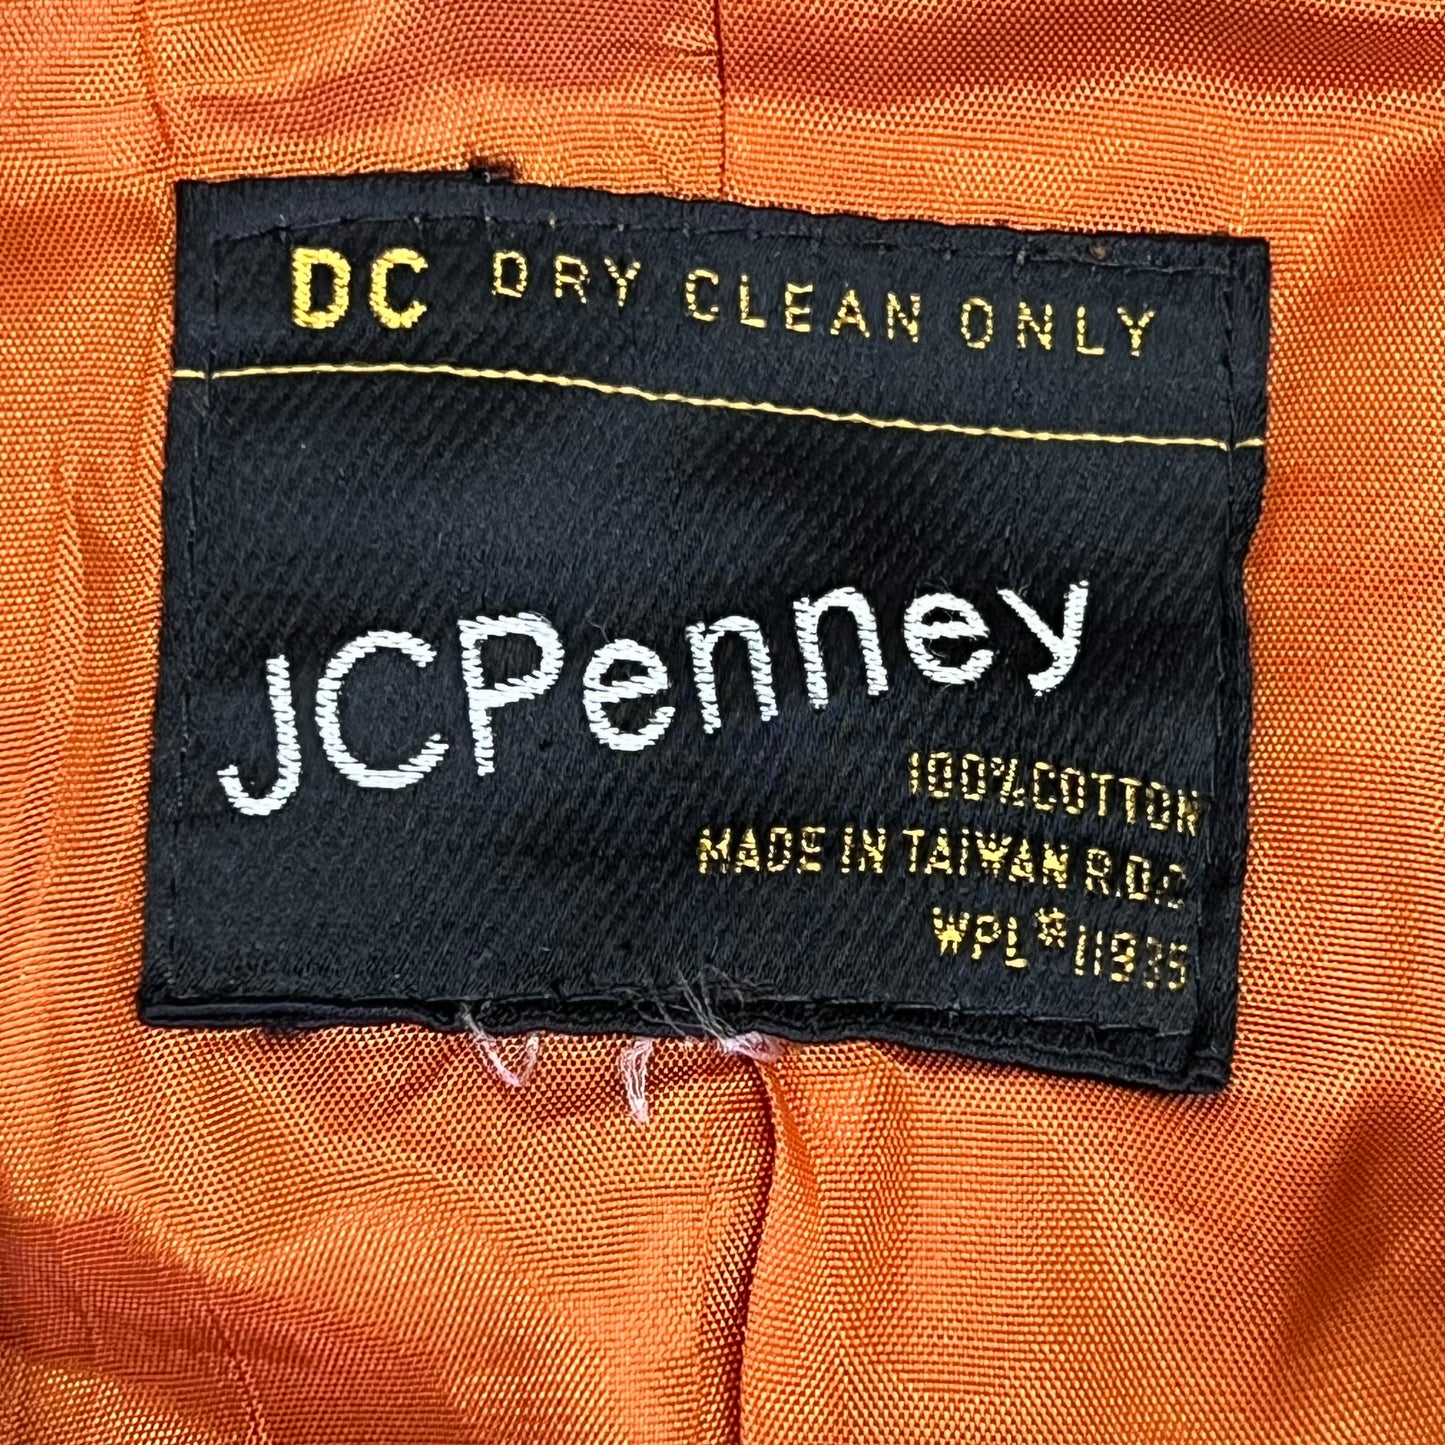 DC DRY CLEAN ONLY
JCPenney
100%COTTON
MADE IN TAIWAN R.O.C
WPL#11935